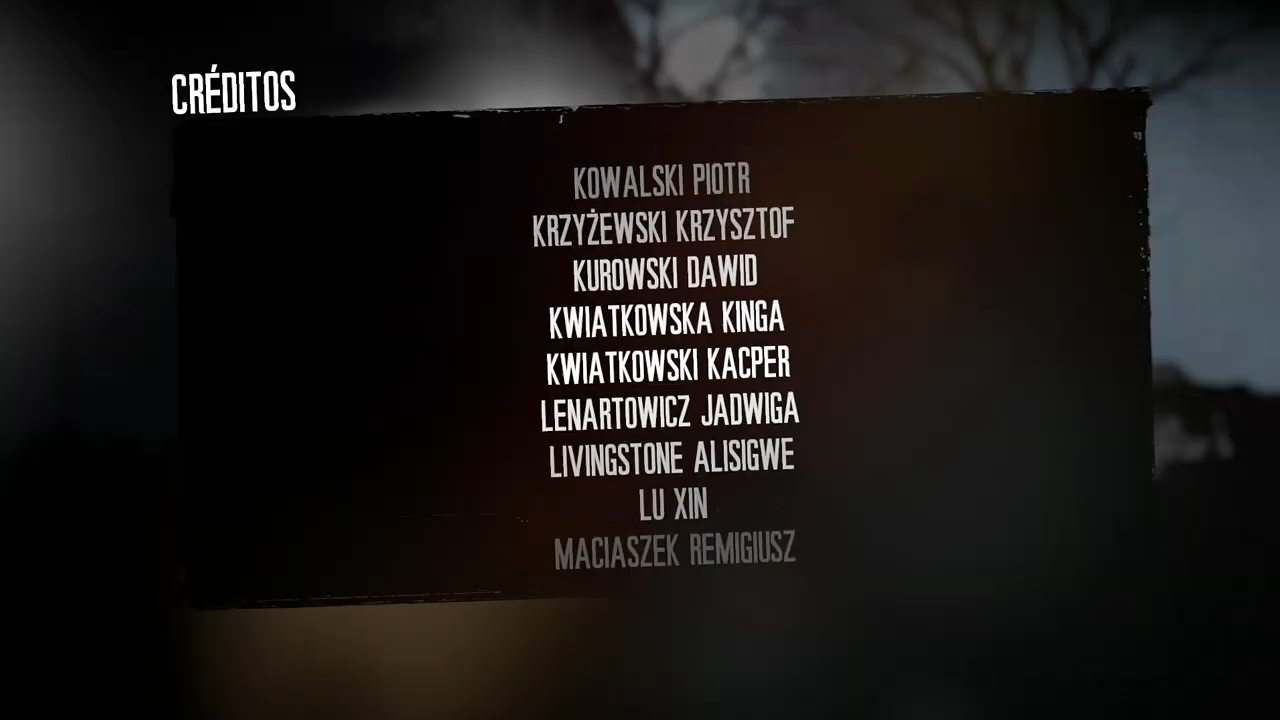 CRÉDITOS
KOWALSKI PIOTR
KRZYŻEWSKI KRZYSZTOF
KUROWSKI DAWID
KWIATKOWSKA KINGA
KWIATKOWSKI KACPER
LENARTOWICZ JADWIGA
LIVINGSTONE ALISIGWE
LU XIN
MACIASZEK REMIGIUSZ